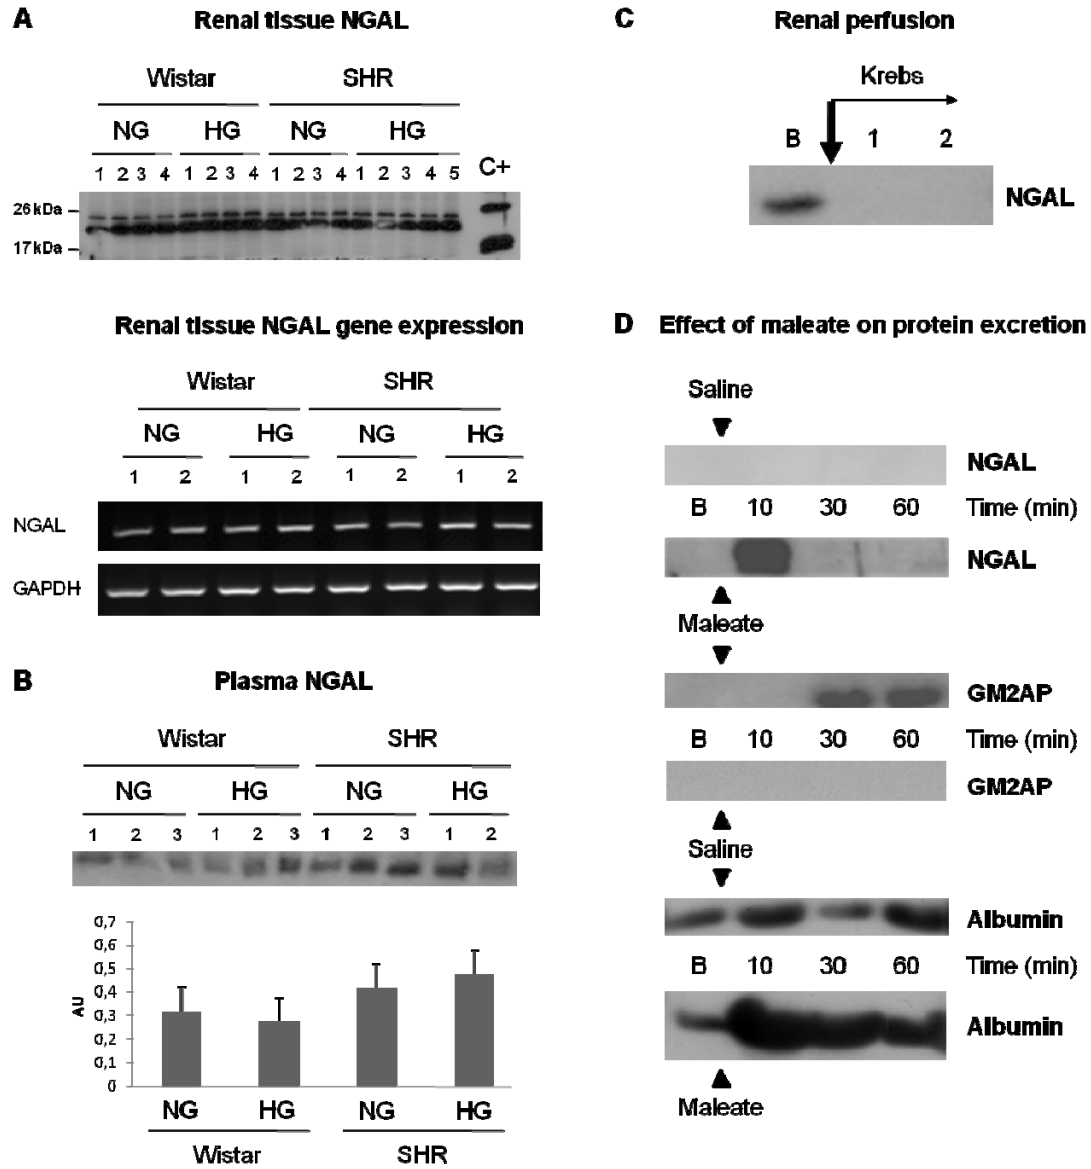 A Renal tissue NGAL
Wistar SHR
NG HG NG HG
1 2 3 4 1 2 3 4 1 2 3 4 1 2 3 4 5 C+
26 kDa
17 kDa
Renal tissue NGAL gene expression
Wistar SHR
NG HG NG HG
1 2 1 2 1 2 1 2
NGAL
GAPDH
B Plasma NGAL
Wistar SHR
NG HG NG HG
1 2 3 1 2 3 1 2 3 1 2
0,7
0,6
0,5
0,4
0,3
0,2
0,1
0
AU
NG HG NG HG
Wistar SHR
C Renal perfusion
Krebs
B 1 2
NGAL
D Effect of maleate on protein excretion
Saline
NGAL
B 10 30 60 Time (min)
NGAL
Maleate
GM2AP
B 10 30 60 Time (min)
GM2AP
Saline
Albumin
B 10 30 60 Time (min)
Albumin
Maleate